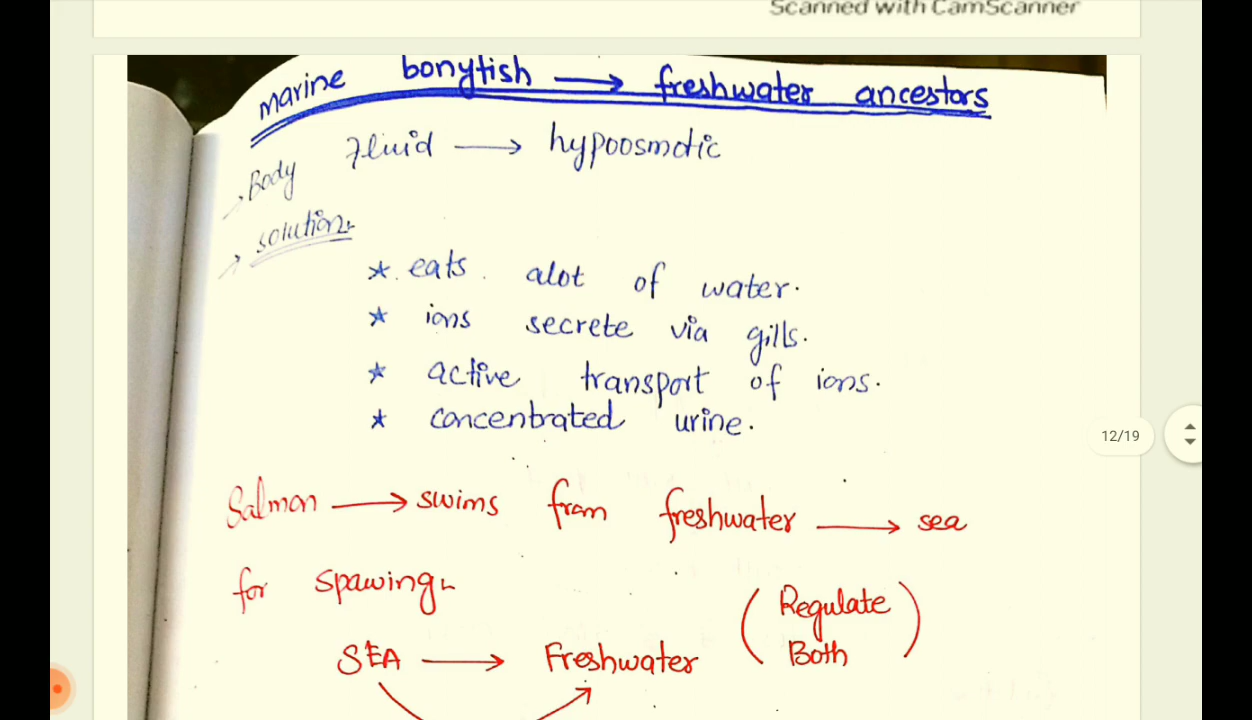 Scanned with CamScanner
marine bonyfish → freshwater ancestors
Body Fluid → hypoosmotic
solution
* eats alot of water.
* ions secrete via gills.
* active transport of ions.
* concentrated urine.
Salmon → swims from freshwater → sea
for spawing
(Regulate Both)
SEA → Freshwater
12/19